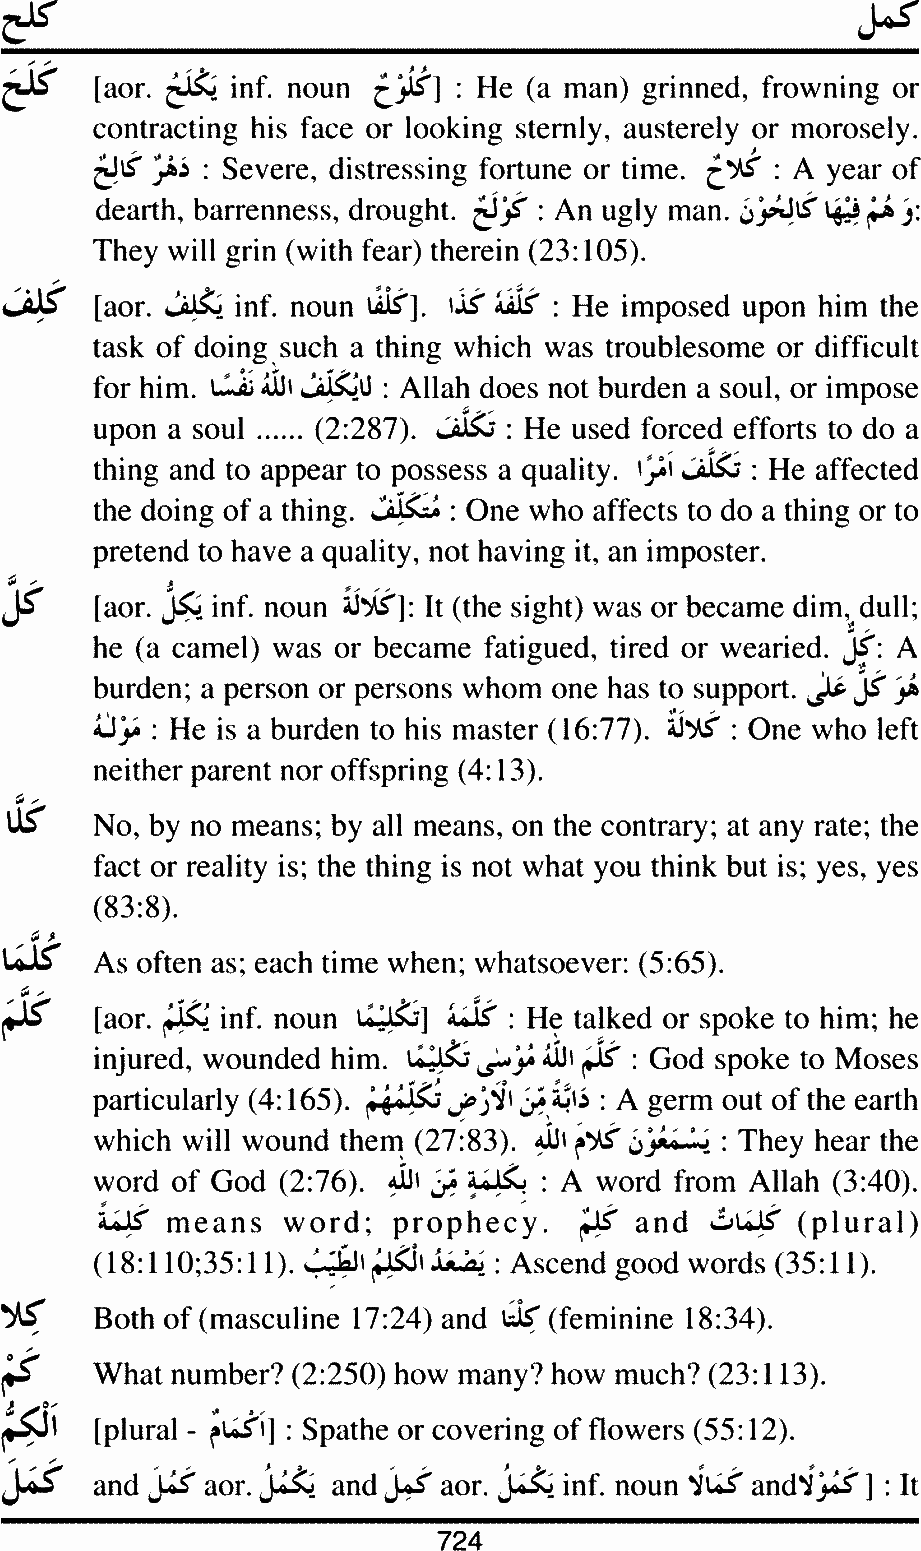 كلح كمل
كَلَحَ [aor. يَكْلَحُ inf. noun كُلُوْحٌ] : He (a man) grinned, frowning or
contracting his face or looking sternly, austerely or morosely.
دَهْرٌ كَالِحٌ : Severe, distressing fortune or time. كُلَاحٌ : A year of
dearth, barrenness, drought. كَوْلَحٌ : An ugly man. وَ هُمْ فِيْهَا كَالِحُوْنَ:
They will grin (with fear) therein (23:105).
كَلِفَ [aor. يَكْلَفُ inf. noun كَلْفًا]. كَلَّفَهُ كَذَا : He imposed upon him the
task of doing such a thing which was troublesome or difficult
for him. لَايُكَلِّفُ اللّٰهُ نَفْسًا : Allah does not burden a soul, or impose
upon a soul ...... (2:287). تَكَلَّفَ : He used forced efforts to do a
thing and to appear to possess a quality. تَكَلَّفَ اَمْرًا : He affected
the doing of a thing. مُتَكَلِّفٌ : One who affects to do a thing or to
pretend to have a quality, not having it, an imposter.
كَلَّ [aor. يَكِلُّ inf. noun كَلَالَةً]: It (the sight) was or became dim, dull;
he (a camel) was or became fatigued, tired or wearied. كَلٌّ: A
burden; a person or persons whom one has to support. هُوَ كَلٌّ عَلٰى
مَوْلٰـهُ : He is a burden to his master (16:77). كَلَالَةٌ : One who left
neither parent nor offspring (4:13).
كَلَّا No, by no means; by all means, on the contrary; at any rate; the
fact or reality is; the thing is not what you think but is; yes, yes
(83:8).
كُلَّمَا As often as; each time when; whatsoever: (5:65).
كَلَّمَ [aor. يُكَلِّمُ inf. noun تَكْلِيْمًا] كَلَّمَهٗ : He talked or spoke to him; he
injured, wounded him. كَلَّمَ اللّٰهُ مُوْسٰى تَكْلِيْمًا : God spoke to Moses
particularly (4:165). دَابَّةً مِّنَ الْاَرْضِ تُكَلِّمُهُمْ : A germ out of the earth
which will wound them (27:83). يَسْمَعُوْنَ كَلَامَ اللّٰهِ : They hear the
word of God (2:76). بِكَلِمَةٍ مِّنَ اللّٰهِ : A word from Allah (3:40).
كَلِمَةً means word; prophecy. كَلِمٌ and كَلِمَاتٌ (plural)
(18:110;35:11). يَصْعَدُ الْكَلِمُ الطَّيِّبُ : Ascend good words (35:11).
كِلَا Both of (masculine 17:24) and كِلْتَا (feminine 18:34).
كَمْ What number? (2:250) how many? how much? (23:113).
اَلْكِمُّ [plural - اَكْمَامٌ] : Spathe or covering of flowers (55:12).
كَمَلَ and كَمُلَ aor. يَكْمُلُ and كَمِلَ aor. يَكْمَلُ inf. noun كَمَالًا and كُمُوْلًا ] : It
724